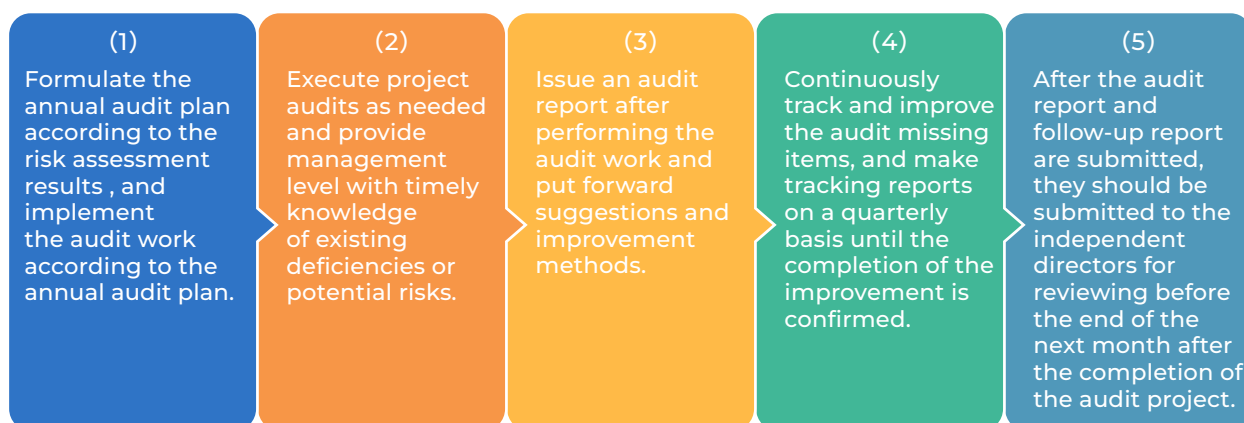 (1)
Formulate the
annual audit plan
according to the
risk assessment
results , and
implement
the audit work
according to the
annual audit plan.
(2)
Execute project
audits as needed
and provide
management
level with timely
knowledge
of existing
deficiencies or
potential risks.
(3)
Issue an audit
report after
performing the
audit work and
put forward
suggestions and
improvement
methods.
(4)
Continuously
track and improve
the audit missing
items, and make
tracking reports
on a quarterly
basis until the
completion of the
improvement is
confirmed.
(5)
After the audit
report and
follow-up report
are submitted,
they should be
submitted to the
independent
directors for
reviewing before
the end of the
next month after
the completion of
the audit project.